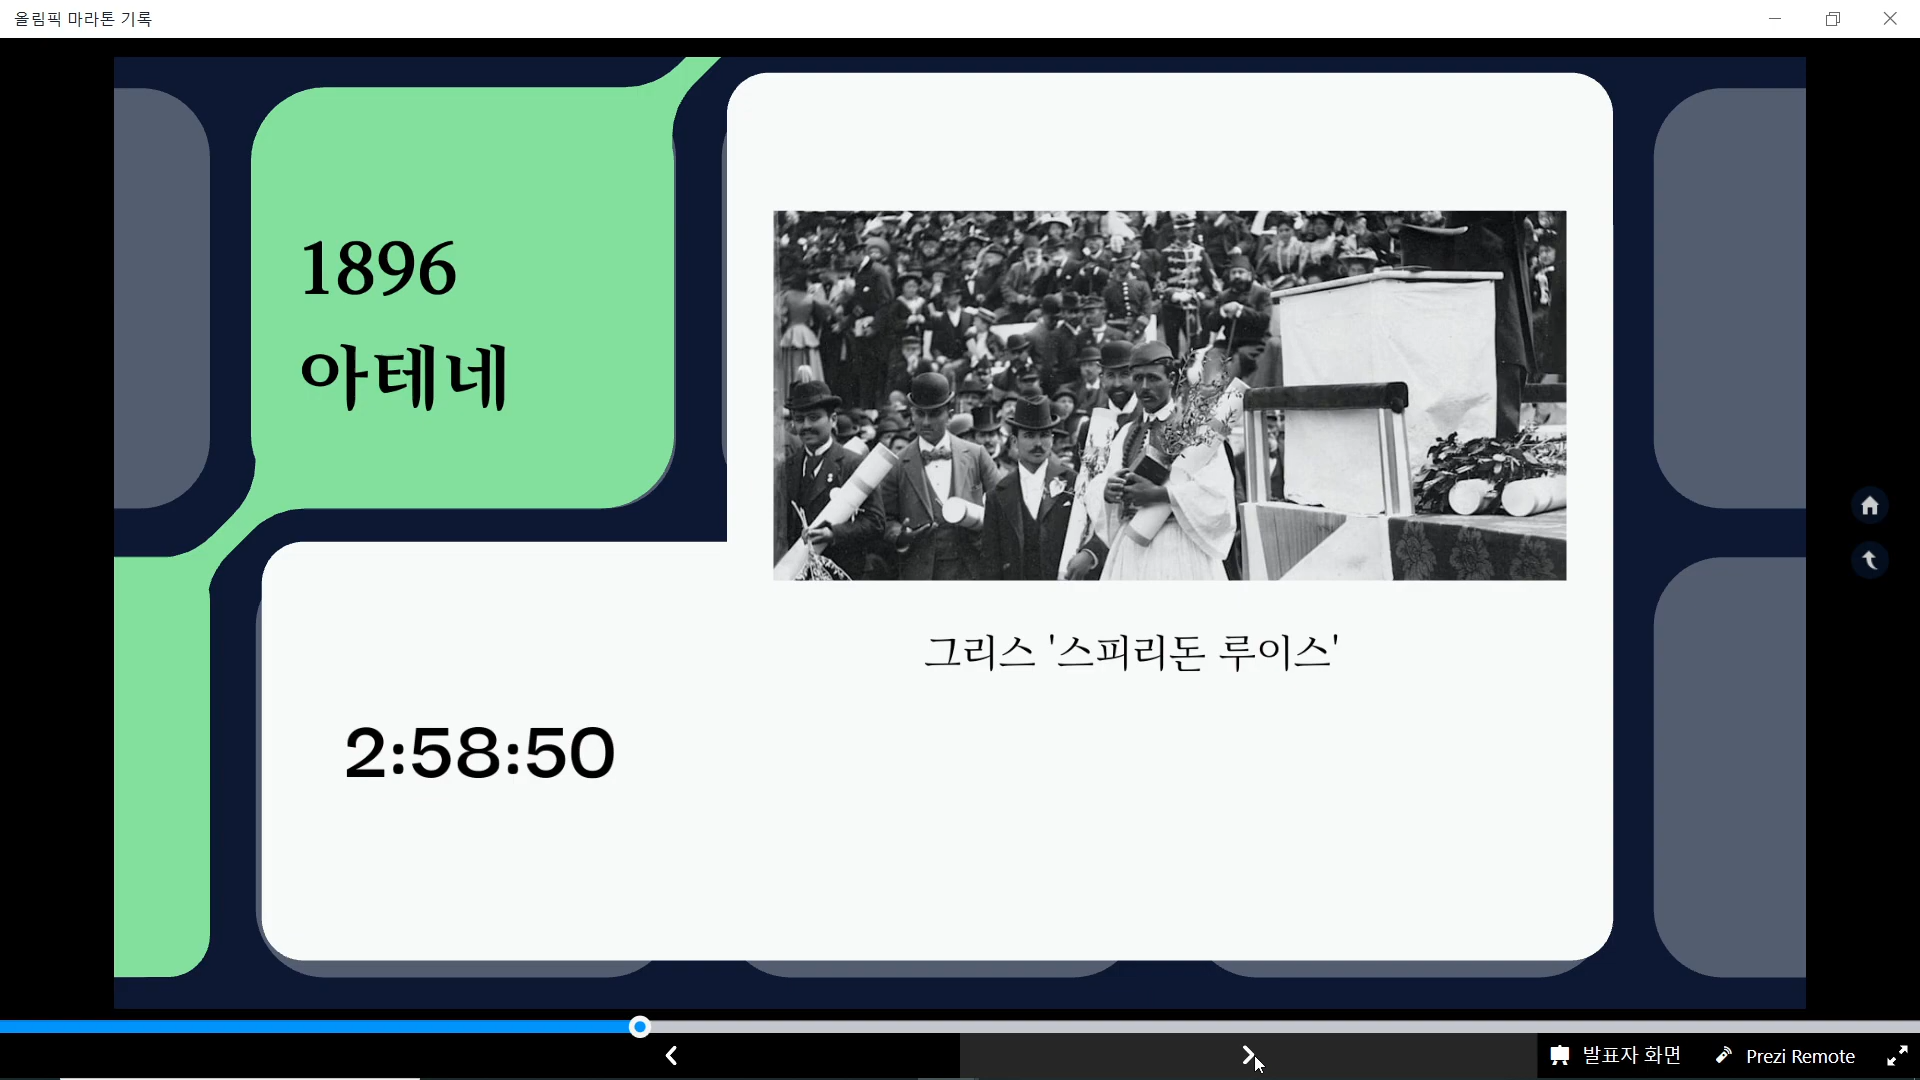 올림픽 마라톤 기록
1896
아테네
그리스 '스피리돈 루이스'
2:58:50
발표자 화면
Prezi Remote